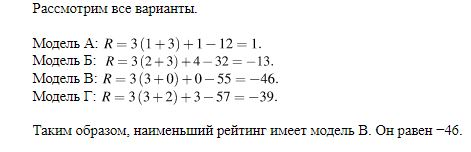 Рассмотрим все варианты.
Модель А: R = 3(1+3)+1−12 = 1.
Модель Б: R = 3(2+3)+4−32 = −13.
Модель В: R = 3(3+0)+0−55 = −46.
Модель Г: R = 3(3+2)+3−57 = −39.
Таким образом, наименьший рейтинг имеет модель В. Он равен −46.